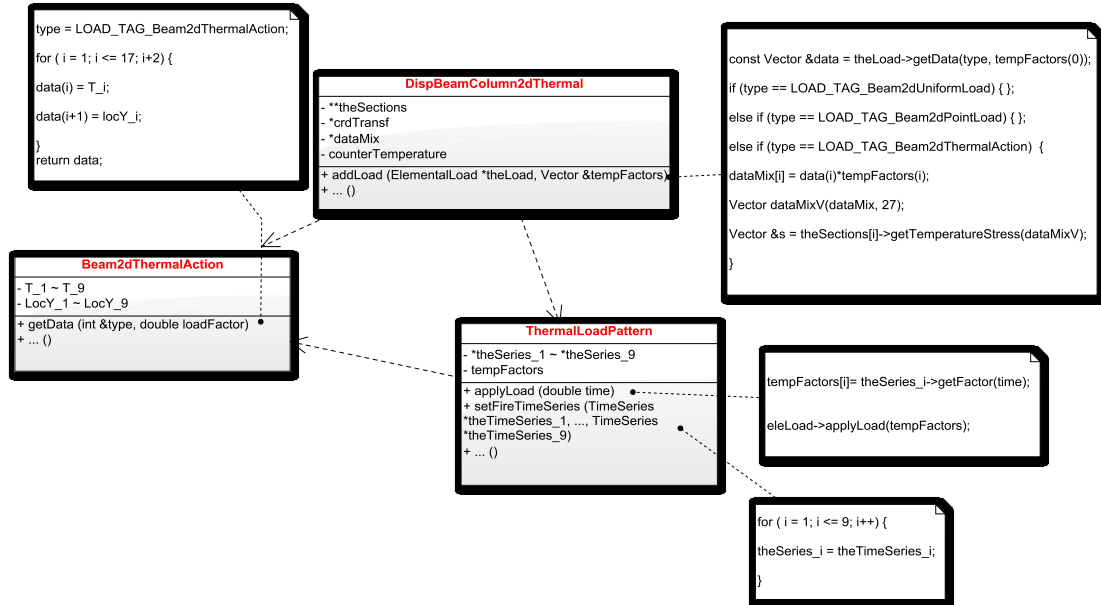 type = LOAD_TAG_Beam2dThermalAction;
for ( i = 1; i <= 17; i+2) {
data(i) = T_i;
data(i+1) = locY_i;
}
return data;
DispBeamColumn2dThermal
- **theSections
- *crdTransf
- *dataMix
- counterTemperature
+ addLoad (ElementalLoad *theLoad, Vector &tempFactors)
+ ... ()
const Vector &data = theLoad->getData(type, tempFactors(0));
if (type == LOAD_TAG_Beam2dUniformLoad) { };
else if (type == LOAD_TAG_Beam2dPointLoad) { };
else if (type == LOAD_TAG_Beam2dThermalAction)  {
dataMix[i] = data(i)*tempFactors(i);
Vector dataMixV(dataMix, 27);
Vector &s = theSections[i]->getTemperatureStress(dataMixV);
}
Beam2dThermalAction
- T_1 ~ T_9
- LocY_1 ~ LocY_9
+ getData (int &type, double loadFactor)
+ ... ()
ThermalLoadPattern
- *theSeries_1 ~ *theSeries_9
- tempFactors
+ applyLoad (double time)
+ setFireTimeSeries (TimeSeries
*theTimeSeries_1, ..., TimeSeries
*theTimeSeries_9)
+ ... ()
tempFactors[i]= theSeries_i->getFactor(time);
eleLoad->applyLoad(tempFactors);
for ( i = 1; i <= 9; i++) {
theSeries_i = theTimeSeries_i;
}